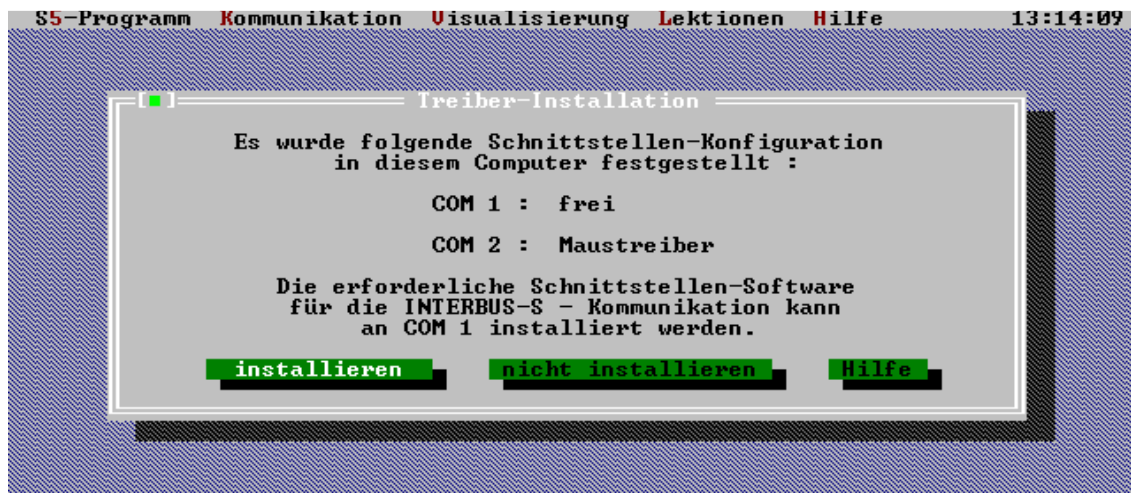 S5-Programm Kommunikation Visualisierung Lektionen Hilfe 13:14:09
[■] Treiber-Installation
Es wurde folgende Schnittstellen-Konfiguration
in diesem Computer festgestellt :
COM 1 : frei
COM 2 : Maustreiber
Die erforderliche Schnittstellen-Software
für die INTERBUS-S - Kommunikation kann
an COM 1 installiert werden.
installieren nicht installieren Hilfe